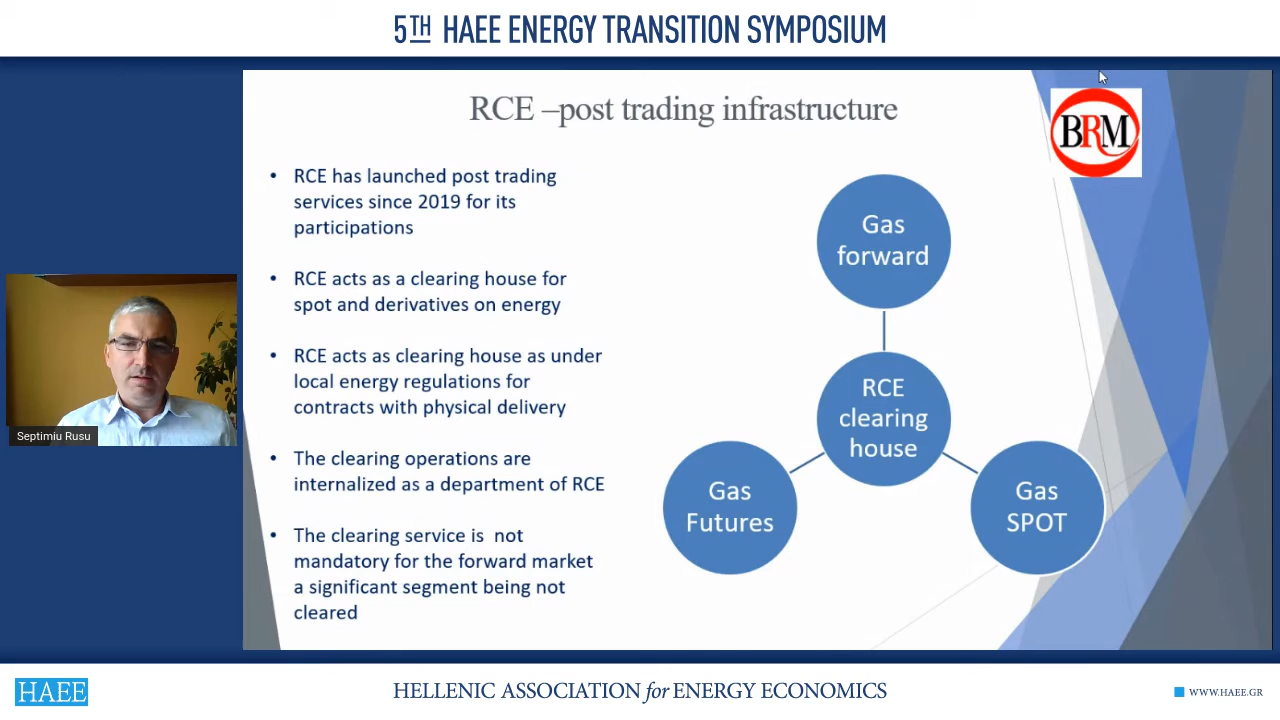 5TH HAEE ENERGY TRANSITION SYMPOSIUM
RCE –post trading infrastructure
BRM
• RCE has launched post trading
services since 2019 for its
participations
• RCE acts as a clearing house for
spot and derivatives on energy
• RCE acts as clearing house as under
local energy regulations for
contracts with physical delivery
• The clearing operations are
internalized as a department of RCE
• The clearing service is  not
mandatory for the forward market
a significant segment being not
cleared
Gas
forward
RCE
clearing
house
Gas
Futures
Gas
SPOT
Septimiu Rusu
HAEE
HELLENIC ASSOCIATION for ENERGY ECONOMICS
WWW.HAEE.GR